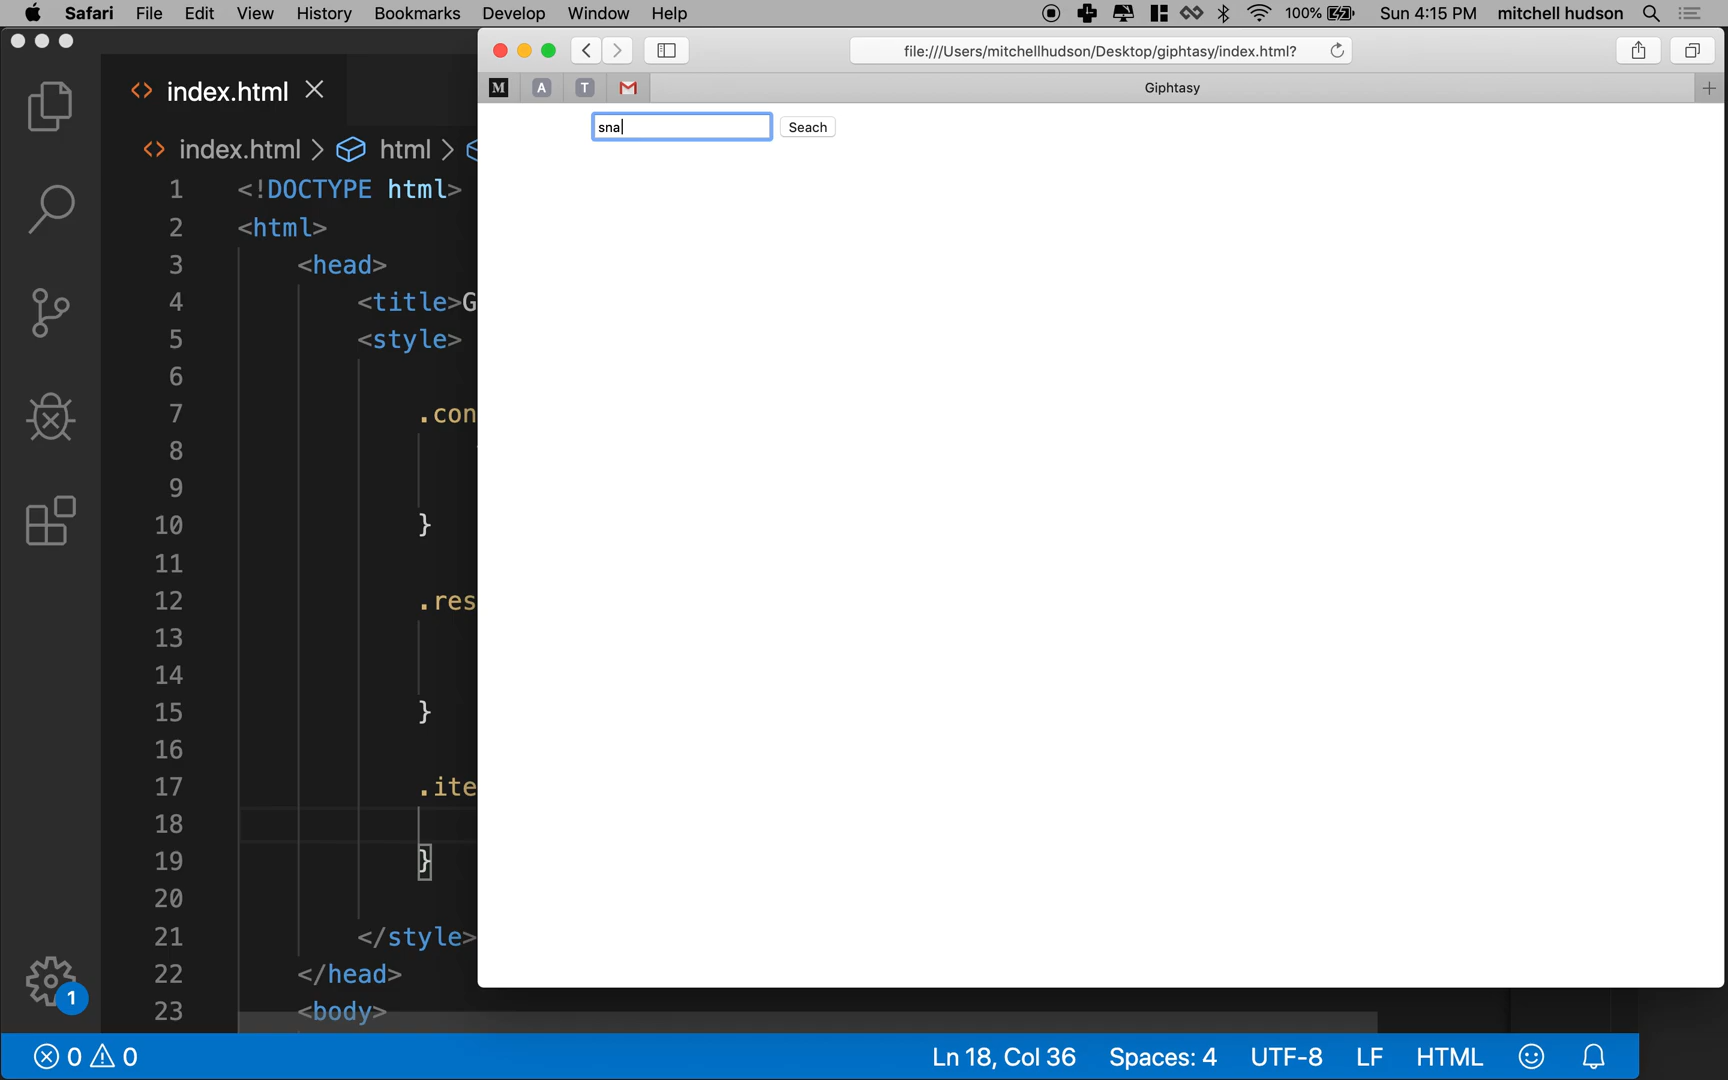 Safari File Edit View History Bookmarks Develop Window Help 100% Sun 4:15 PM mitchell hudson
index.html
file:///Users/mitchellhudson/Desktop/giphtasy/index.html?
M A T Giphtasy
sna Seach
index.html > html >
1 <!DOCTYPE html>
2 <html>
3 <head>
4 <title>G
5 <style>
6
7 .con
8
9
10 }
11
12 .res
13
14
15 }
16
17 .ite
18
19 }
20
21 </style>
22 </head>
23 <body>
1
0 0 Ln 18, Col 36 Spaces: 4 UTF-8 LF HTML